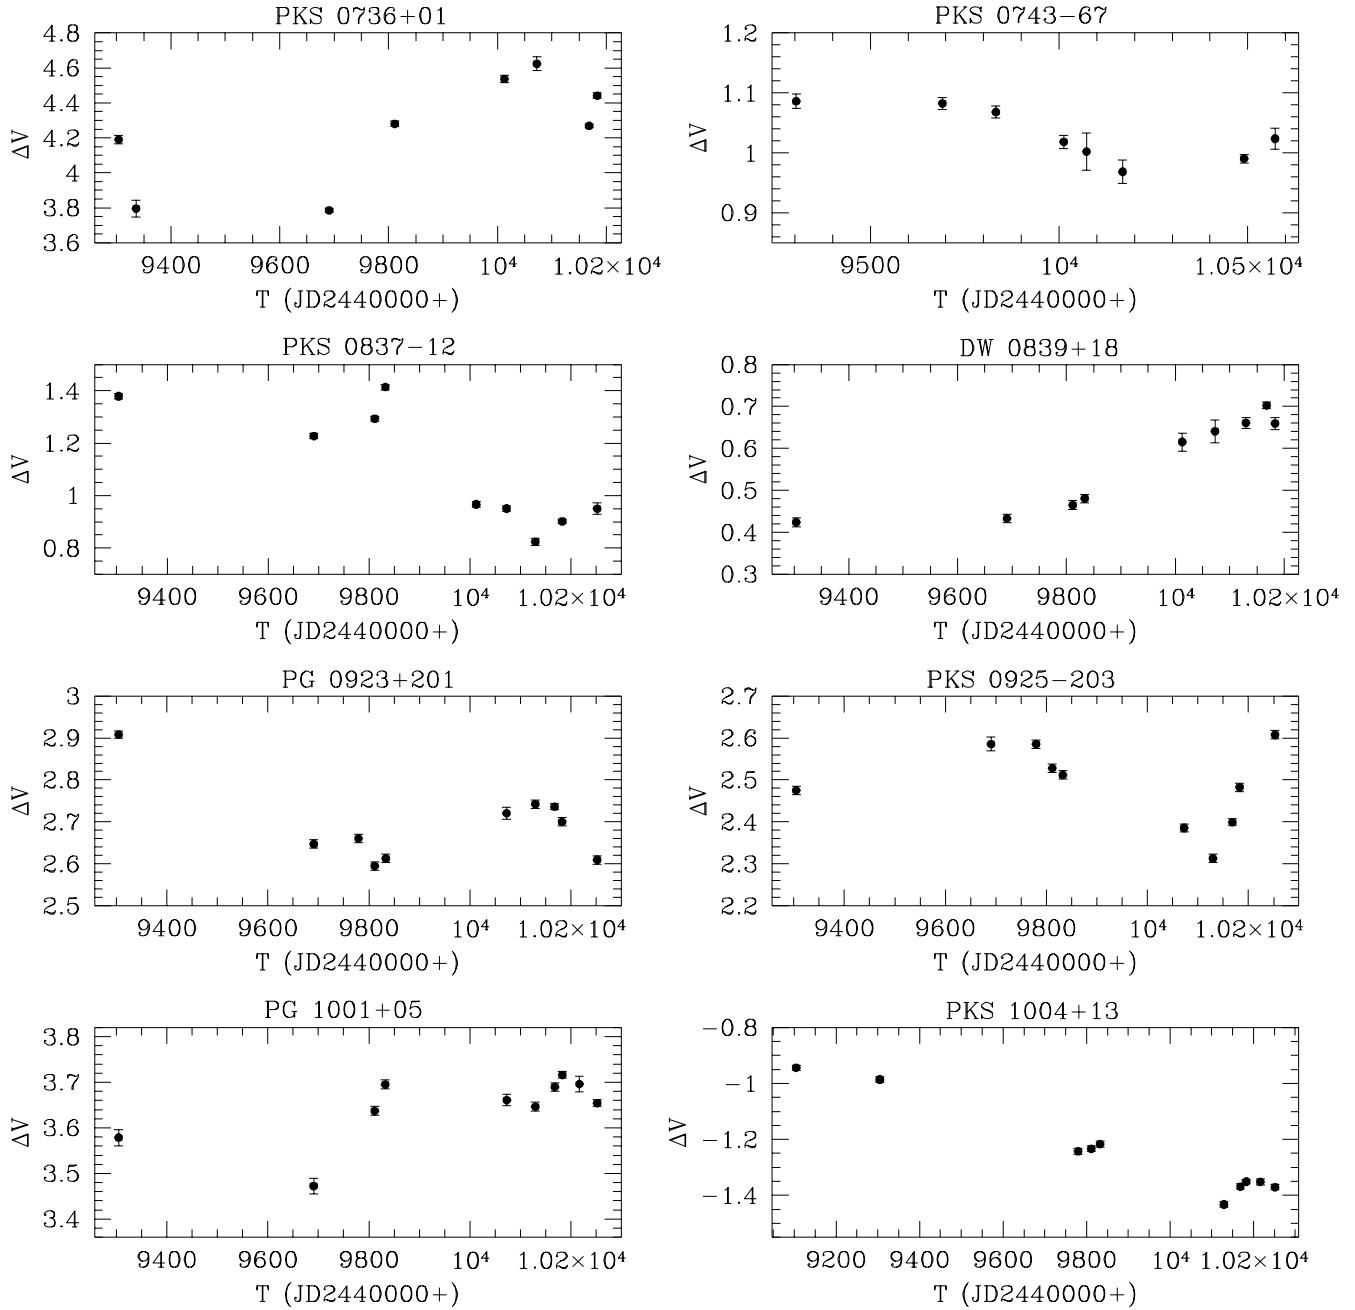 PKS 0736+01
4.8
4.6
4.4
4.2
4
3.8
3.6
ΔV
9400 9600 9800 10⁴ 1.02×10⁴
T (JD2440000+)
PKS 0743−67
1.2
1.1
1
0.9
ΔV
9500 10⁴ 1.05×10⁴
T (JD2440000+)
PKS 0837−12
1.4
1.2
1
0.8
ΔV
9400 9600 9800 10⁴ 1.02×10⁴
T (JD2440000+)
DW 0839+18
0.8
0.7
0.6
0.5
0.4
0.3
ΔV
9400 9600 9800 10⁴ 1.02×10⁴
T (JD2440000+)
PG 0923+201
3
2.9
2.8
2.7
2.6
2.5
ΔV
9400 9600 9800 10⁴ 1.02×10⁴
T (JD2440000+)
PKS 0925−203
2.7
2.6
2.5
2.4
2.3
2.2
ΔV
9400 9600 9800 10⁴ 1.02×10⁴
T (JD2440000+)
PG 1001+05
3.8
3.7
3.6
3.5
3.4
ΔV
9400 9600 9800 10⁴ 1.02×10⁴
T (JD2440000+)
PKS 1004+13
−0.8
−1
−1.2
−1.4
ΔV
9200 9400 9600 9800 10⁴ 1.02×10⁴
T (JD2440000+)